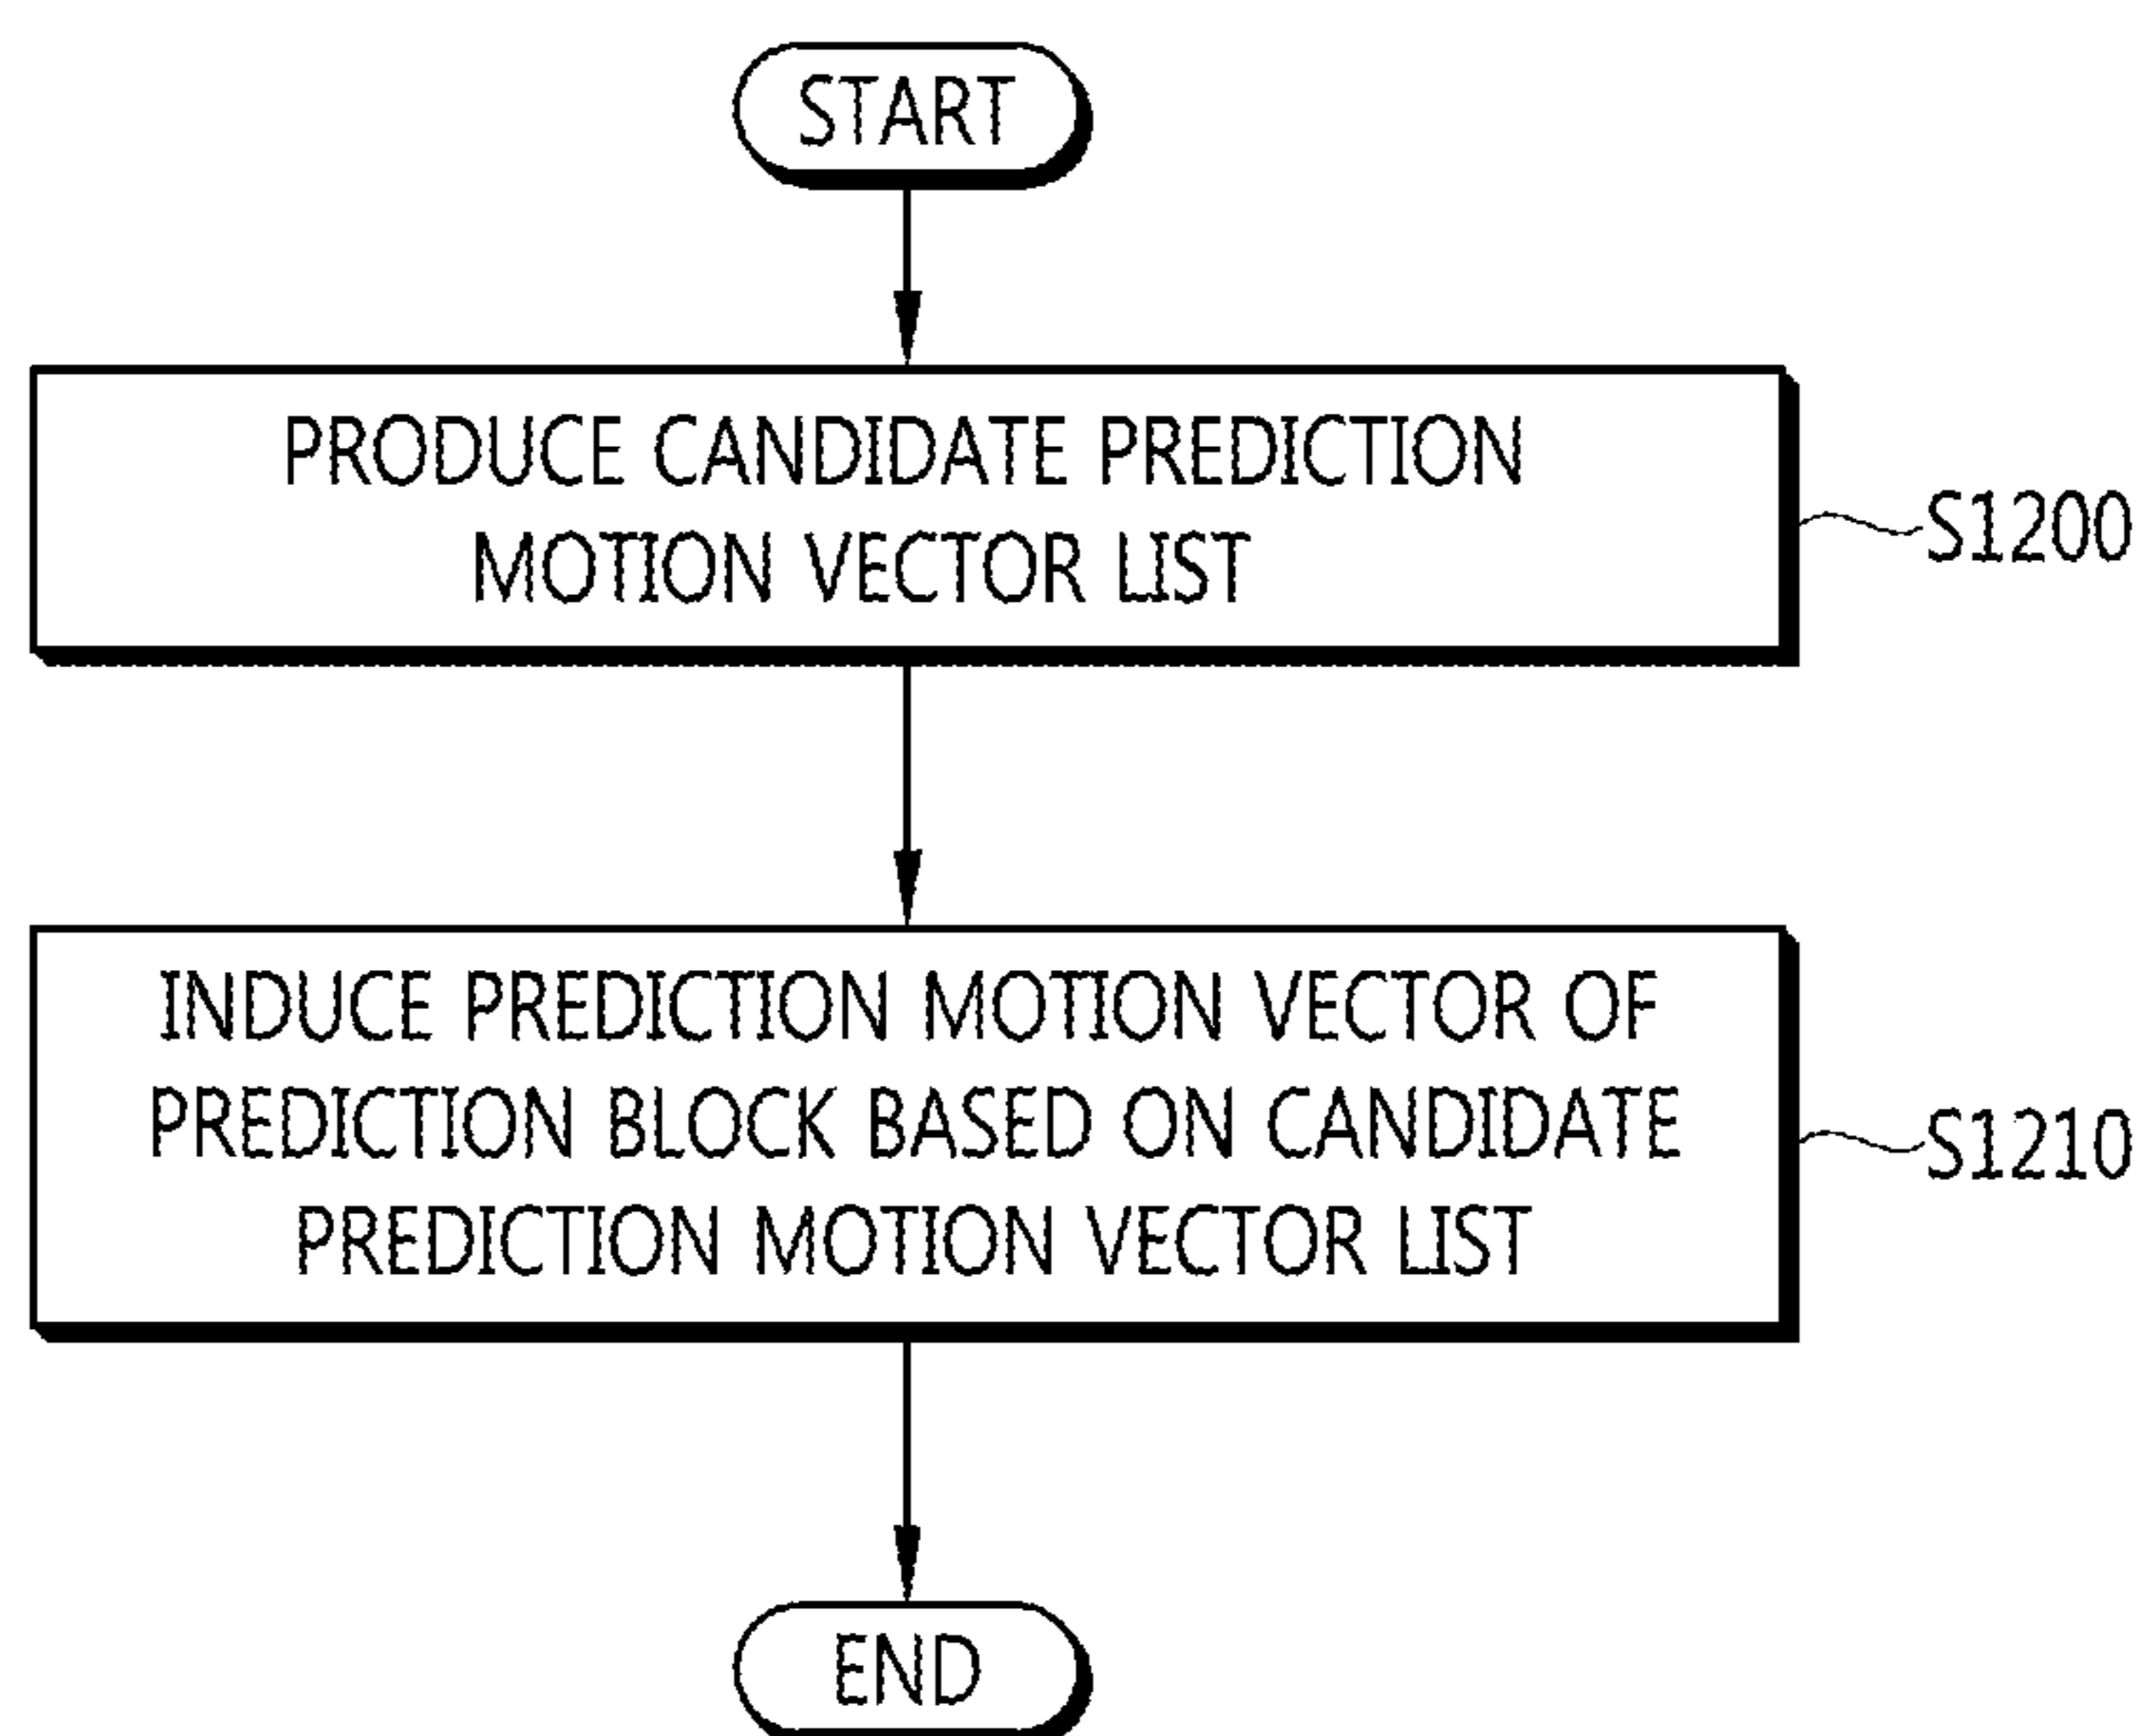 START
PRODUCE CANDIDATE PREDICTION
MOTION VECTOR LIST
S1200
INDUCE PREDICTION MOTION VECTOR OF
PREDICTION BLOCK BASED ON CANDIDATE
PREDICTION MOTION VECTOR LIST
S1210
END